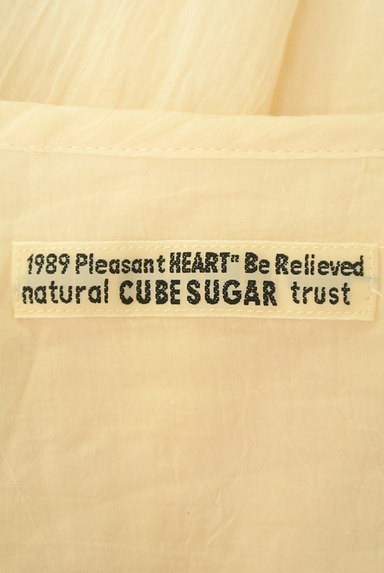 1989 Pleasant HEART" Be Relieved
natural CUBE SUGAR trust